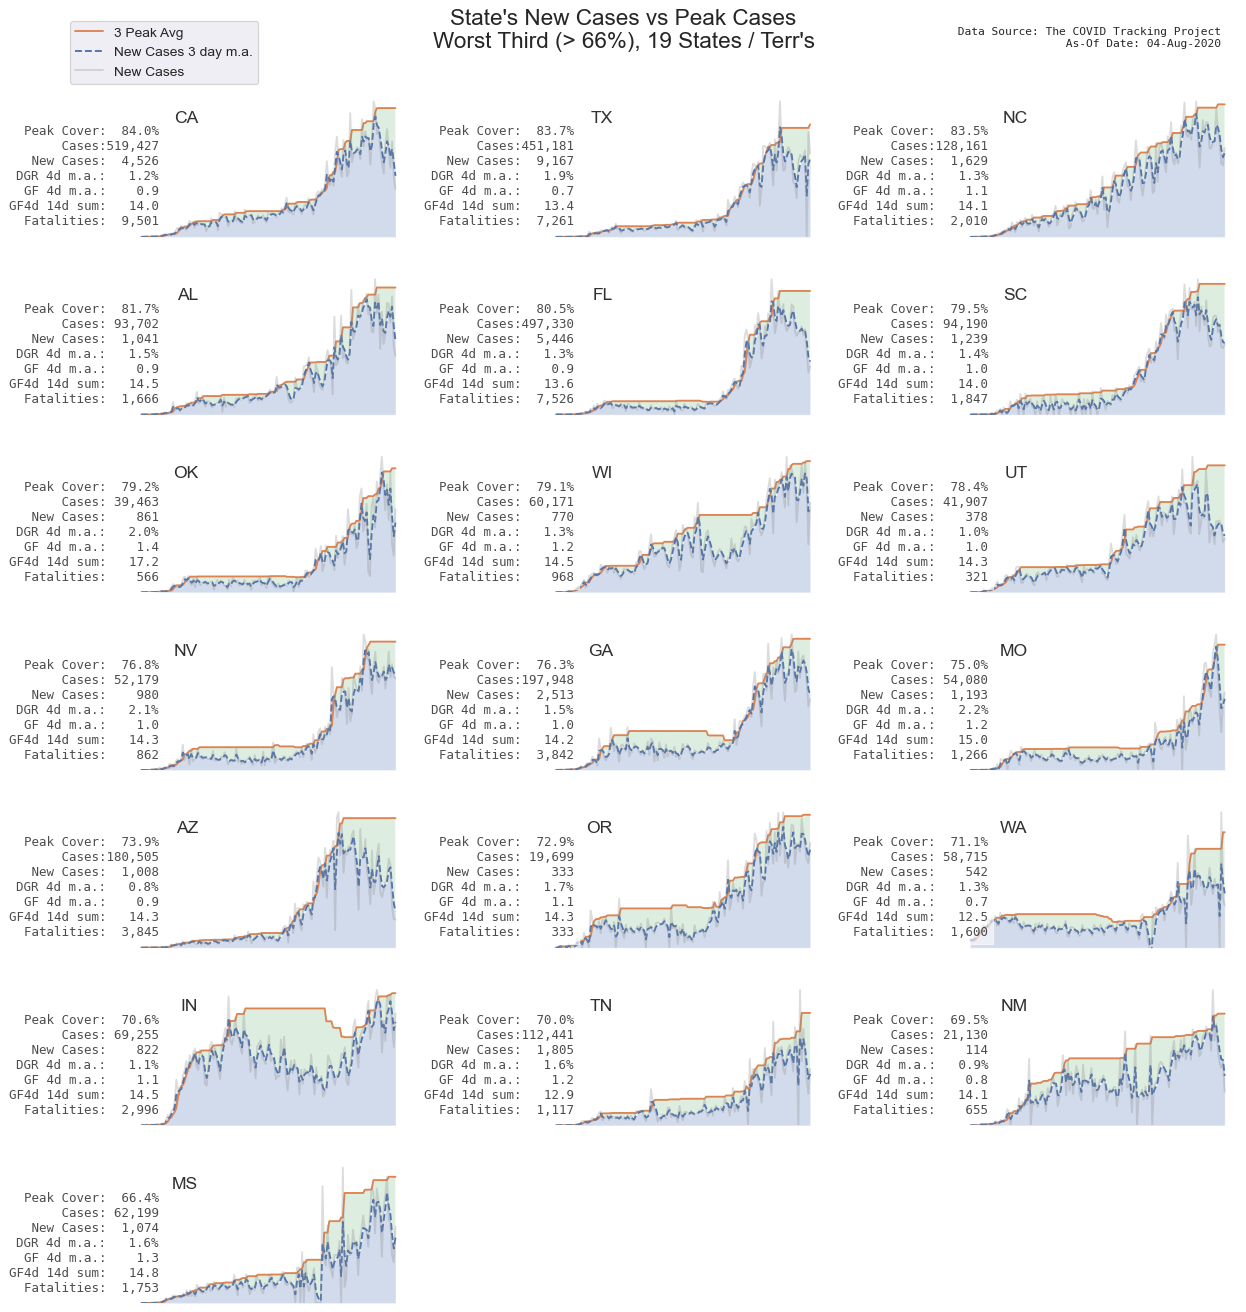 State's New Cases vs Peak Cases
Worst Third (> 66%), 19 States / Terr's
3 Peak Avg
New Cases 3 day m.a.
New Cases
Data Source: The COVID Tracking Project
As-Of Date: 04-Aug-2020
CA
Peak Cover: 84.0%
Cases:519,427
New Cases: 4,526
DGR 4d m.a.: 1.2%
GF 4d m.a.: 0.9
GF4d 14d sum: 14.0
Fatalities: 9,501
TX
Peak Cover: 83.7%
Cases:451,181
New Cases: 9,167
DGR 4d m.a.: 1.9%
GF 4d m.a.: 0.7
GF4d 14d sum: 13.4
Fatalities: 7,261
NC
Peak Cover: 83.5%
Cases:128,161
New Cases: 1,629
DGR 4d m.a.: 1.3%
GF 4d m.a.: 1.1
GF4d 14d sum: 14.1
Fatalities: 2,010
AL
Peak Cover: 81.7%
Cases: 93,702
New Cases: 1,041
DGR 4d m.a.: 1.5%
GF 4d m.a.: 0.9
GF4d 14d sum: 14.5
Fatalities: 1,666
FL
Peak Cover: 80.5%
Cases:497,330
New Cases: 5,446
DGR 4d m.a.: 1.3%
GF 4d m.a.: 0.9
GF4d 14d sum: 13.6
Fatalities: 7,526
SC
Peak Cover: 79.5%
Cases: 94,190
New Cases: 1,239
DGR 4d m.a.: 1.4%
GF 4d m.a.: 1.0
GF4d 14d sum: 14.0
Fatalities: 1,847
OK
Peak Cover: 79.2%
Cases: 39,463
New Cases: 861
DGR 4d m.a.: 2.0%
GF 4d m.a.: 1.4
GF4d 14d sum: 17.2
Fatalities: 566
WI
Peak Cover: 79.1%
Cases: 60,171
New Cases: 770
DGR 4d m.a.: 1.3%
GF 4d m.a.: 1.2
GF4d 14d sum: 14.5
Fatalities: 968
UT
Peak Cover: 78.4%
Cases: 41,907
New Cases: 378
DGR 4d m.a.: 1.0%
GF 4d m.a.: 1.0
GF4d 14d sum: 14.3
Fatalities: 321
NV
Peak Cover: 76.8%
Cases: 52,179
New Cases: 980
DGR 4d m.a.: 2.1%
GF 4d m.a.: 1.0
GF4d 14d sum: 14.3
Fatalities: 862
GA
Peak Cover: 76.3%
Cases:197,948
New Cases: 2,513
DGR 4d m.a.: 1.5%
GF 4d m.a.: 1.0
GF4d 14d sum: 14.2
Fatalities: 3,842
MO
Peak Cover: 75.0%
Cases: 54,080
New Cases: 1,193
DGR 4d m.a.: 2.2%
GF 4d m.a.: 1.2
GF4d 14d sum: 15.0
Fatalities: 1,266
AZ
Peak Cover: 73.9%
Cases:180,505
New Cases: 1,008
DGR 4d m.a.: 0.8%
GF 4d m.a.: 0.9
GF4d 14d sum: 14.3
Fatalities: 3,845
OR
Peak Cover: 72.9%
Cases: 19,699
New Cases: 333
DGR 4d m.a.: 1.7%
GF 4d m.a.: 1.1
GF4d 14d sum: 14.3
Fatalities: 333
WA
Peak Cover: 71.1%
Cases: 58,715
New Cases: 542
DGR 4d m.a.: 1.3%
GF 4d m.a.: 0.7
GF4d 14d sum: 12.5
Fatalities: 1,600
IN
Peak Cover: 70.6%
Cases: 69,255
New Cases: 822
DGR 4d m.a.: 1.1%
GF 4d m.a.: 1.1
GF4d 14d sum: 14.5
Fatalities: 2,996
TN
Peak Cover: 70.0%
Cases:112,441
New Cases: 1,805
DGR 4d m.a.: 1.6%
GF 4d m.a.: 1.2
GF4d 14d sum: 12.9
Fatalities: 1,117
NM
Peak Cover: 69.5%
Cases: 21,130
New Cases: 114
DGR 4d m.a.: 0.9%
GF 4d m.a.: 0.8
GF4d 14d sum: 14.1
Fatalities: 655
MS
Peak Cover: 66.4%
Cases: 62,199
New Cases: 1,074
DGR 4d m.a.: 1.6%
GF 4d m.a.: 1.3
GF4d 14d sum: 14.8
Fatalities: 1,753